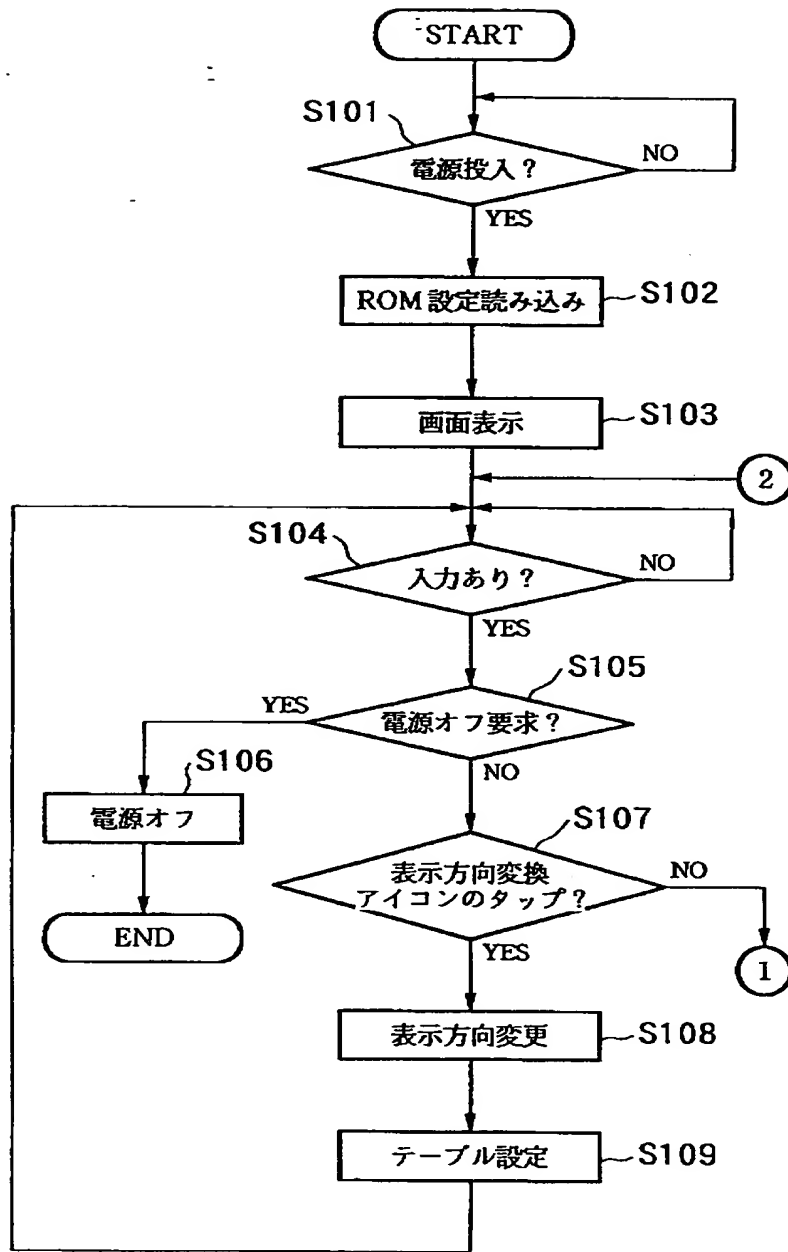 START
S101
電源投入?
NO
YES
ROM 設定読み込み
S102
画面表示
S103
2
S104
入力あり?
NO
YES
S105
YES
電源オフ要求?
NO
S106
電源オフ
S107
表示方向変換
アイコンのタップ?
NO
END
YES
1
表示方向変更
S108
テーブル設定
S109